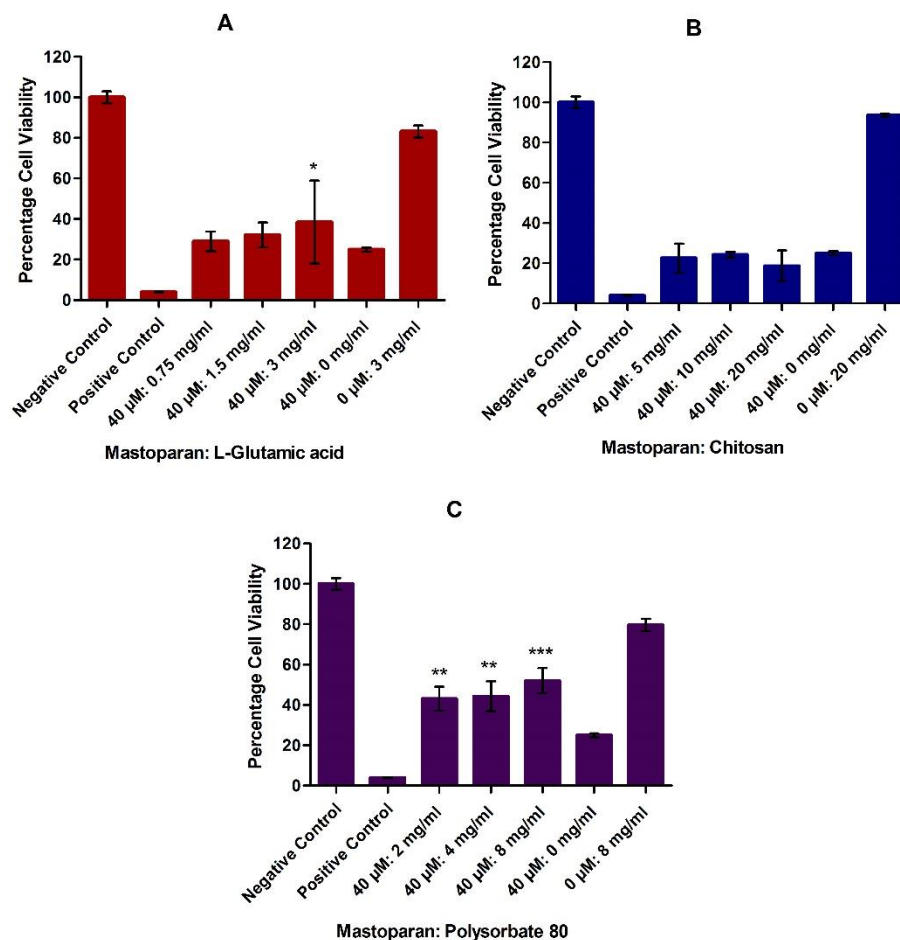 A
Percentage Cell Viability
120
100
80
60
40
20
0
*
Negative Control
Positive Control
40 µM: 0.75 mg/ml
40 µM: 1.5 mg/ml
40 µM: 3 mg/ml
40 µM: 0 mg/ml
0 µM: 3 mg/ml
Mastoparan: L-Glutamic acid
B
Percentage Cell Viability
120
100
80
60
40
20
0
Negative Control
Positive Control
40 µM: 5 mg/ml
40 µM: 10 mg/ml
40 µM: 20 mg/ml
40 µM: 0 mg/ml
0 µM: 20 mg/ml
Mastoparan: Chitosan
C
Percentage Cell Viability
120
100
80
60
40
20
0
**
**
***
Negative Control
Positive Control
40 µM: 2 mg/ml
40 µM: 4 mg/ml
40 µM: 8 mg/ml
40 µM: 0 mg/ml
0 µM: 8 mg/ml
Mastoparan: Polysorbate 80